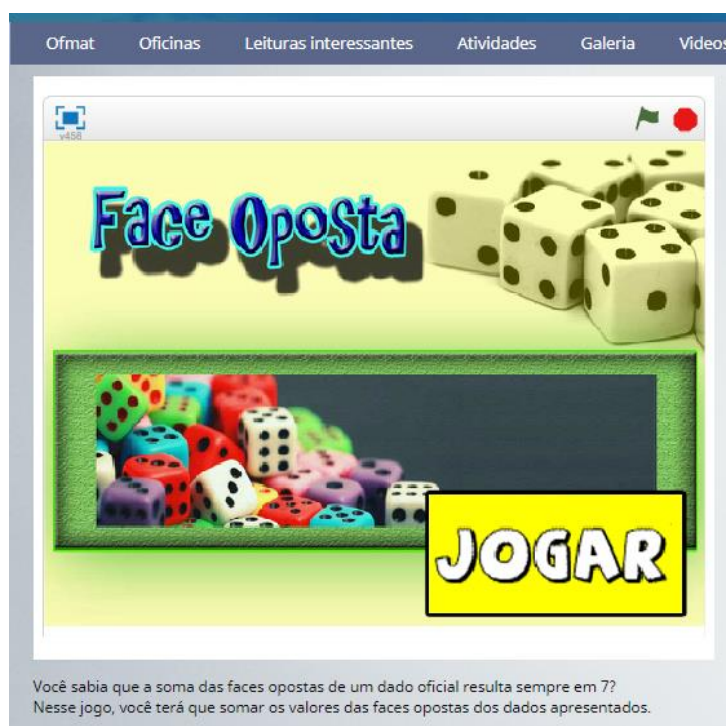 Ofmat Oficinas Leituras interessantes Atividades Galeria Videos
v458
Face Oposta
JOGAR
Você sabia que a soma das faces opostas de um dado oficial resulta sempre em 7?
Nesse jogo, você terá que somar os valores das faces opostas dos dados apresentados.